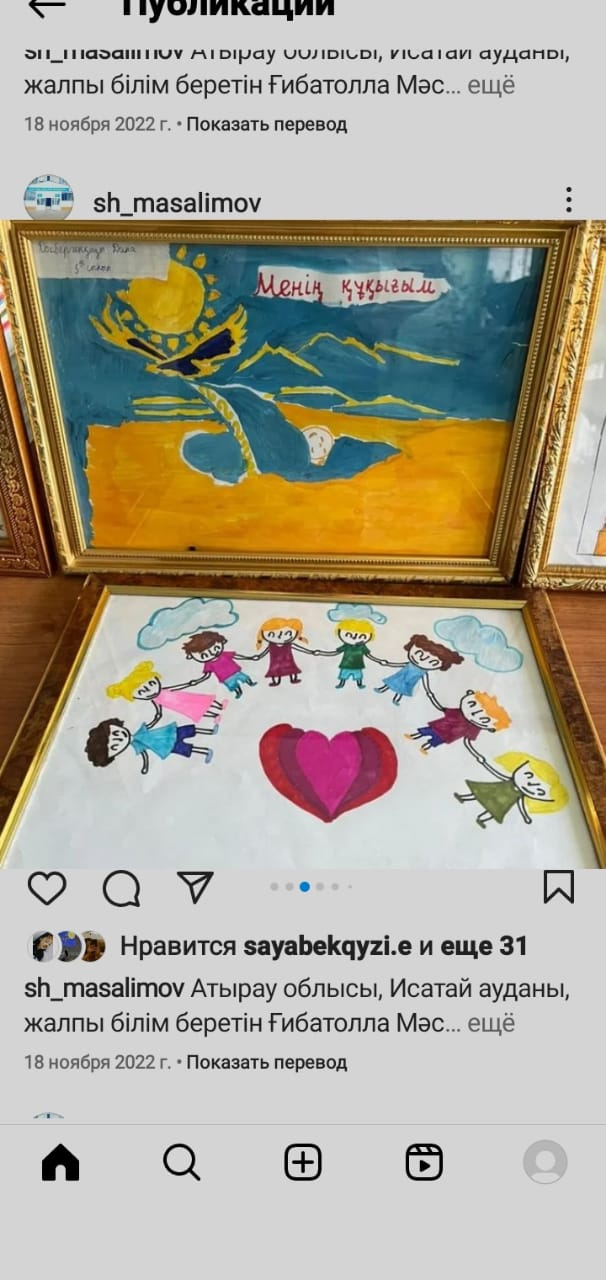 Публикации
sh_masalimov Атырау облысы, Исатай ауданы,
жалпы білім беретін Ғибатолла Мәс... ещё
18 ноября 2022 г. • Показать перевод
sh_masalimov
Менің құқығым
Нравится sayabekqyzi.e и еще 31
sh_masalimov Атырау облысы, Исатай ауданы,
жалпы білім беретін Ғибатолла Мәс... ещё
18 ноября 2022 г. • Показать перевод